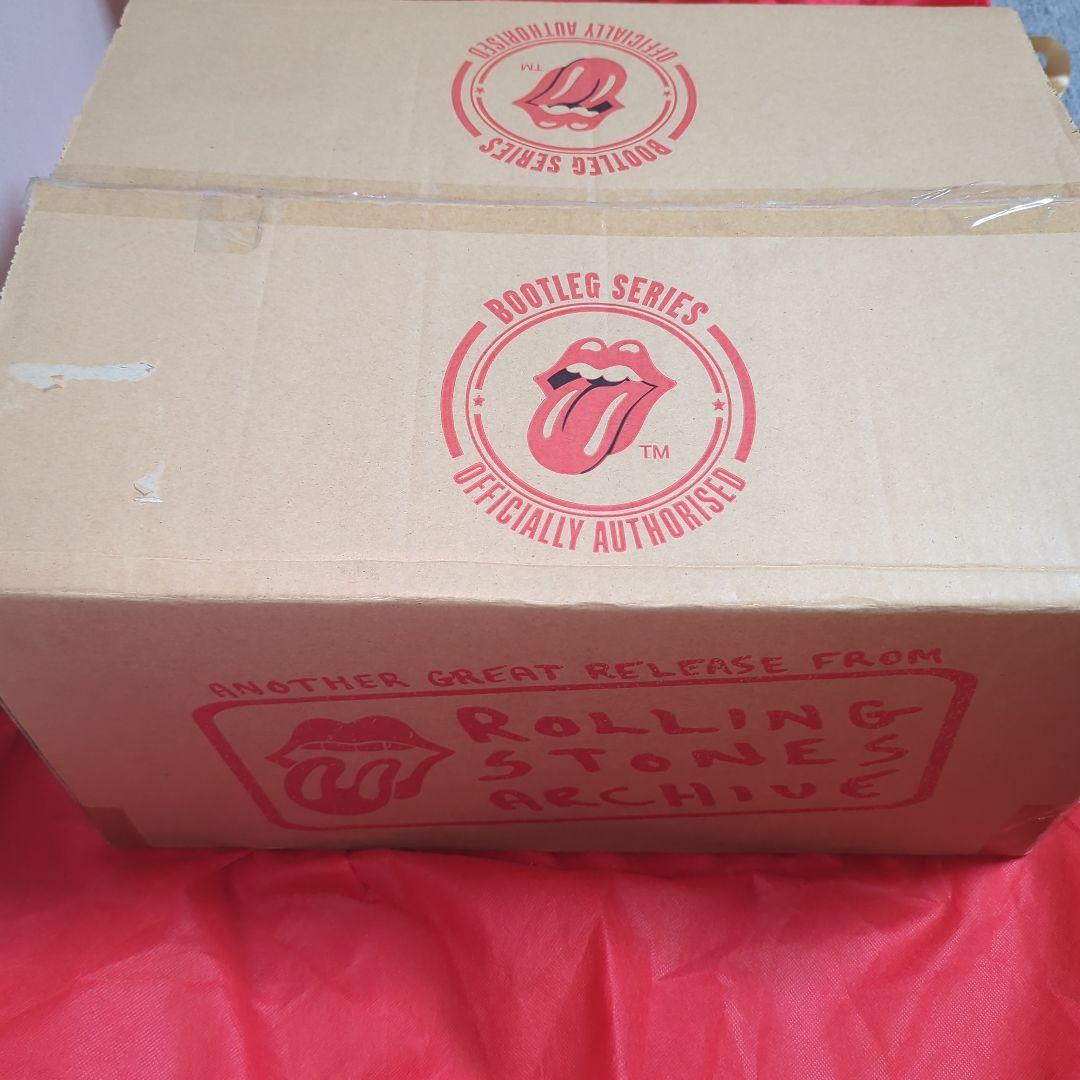 OFFICIALLY AUTHORISED
TM
BOOTLEG SERIES
BOOTLEG SERIES
TM
OFFICIALLY AUTHORISED
ANOTHER GREAT RELEASE FROM
ROLLING
STONES
ARCHIVE